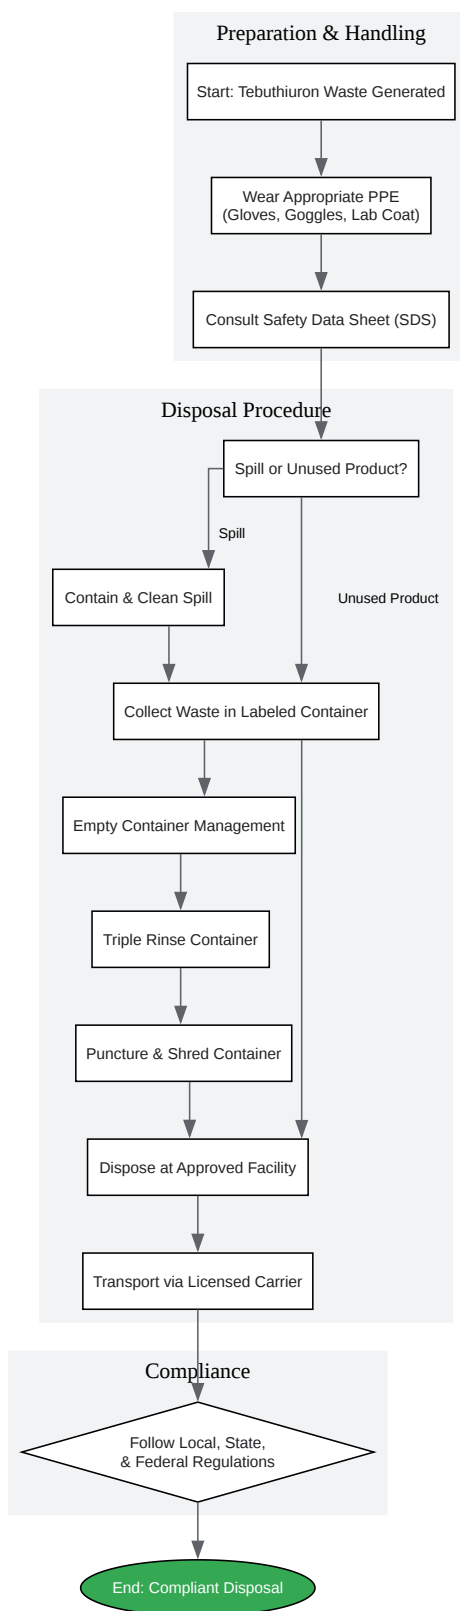 Preparation & Handling
Start: Tebuthiuron Waste Generated
Wear Appropriate PPE
(Gloves, Goggles, Lab Coat)
Consult Safety Data Sheet (SDS)
Disposal Procedure
Spill or Unused Product?
Spill
Contain & Clean Spill
Unused Product
Collect Waste in Labeled Container
Empty Container Management
Triple Rinse Container
Puncture & Shred Container
Dispose at Approved Facility
Transport via Licensed Carrier
Compliance
Follow Local, State,
& Federal Regulations
End: Compliant Disposal